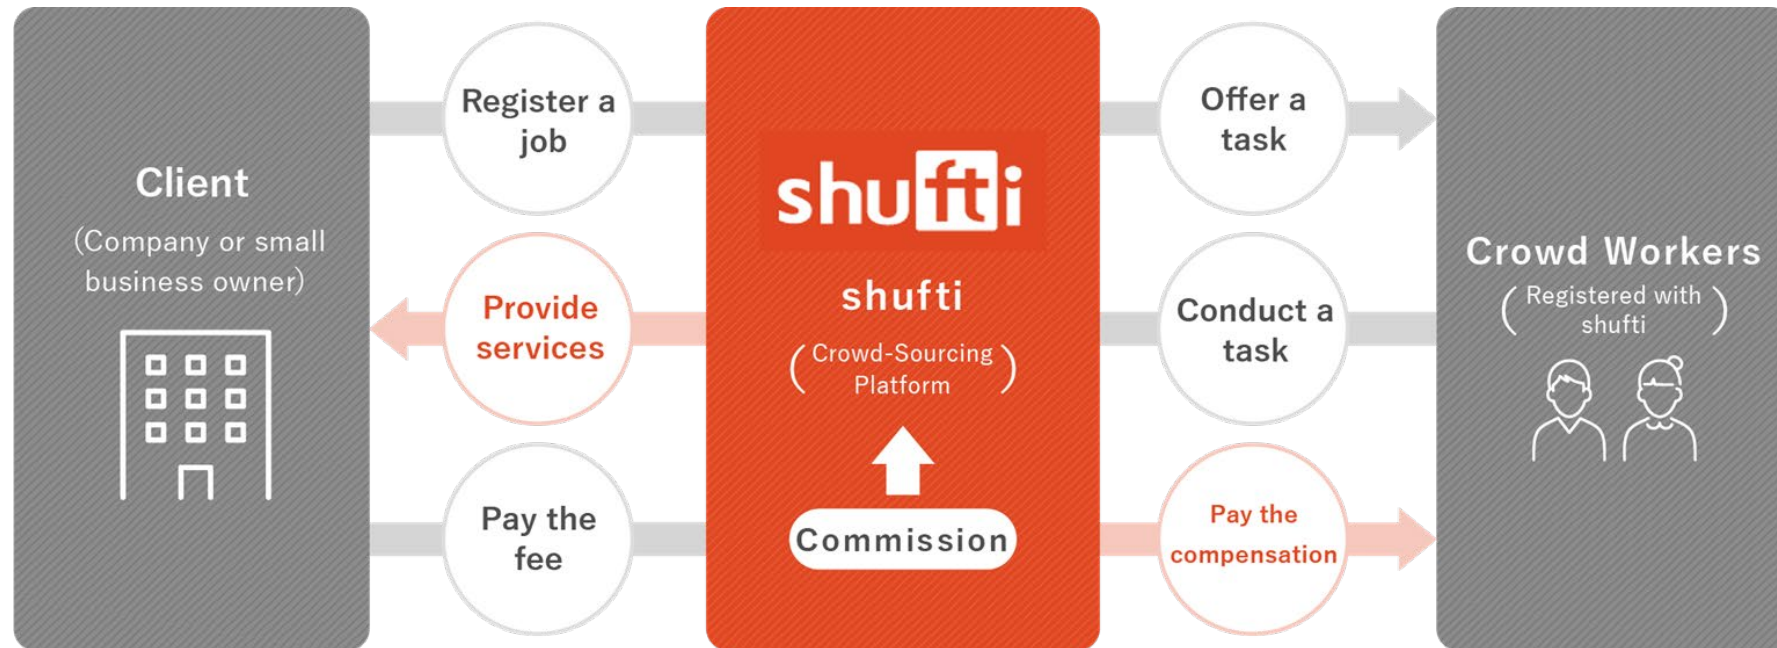 Client
(Company or small
business owner)
Register a
job
Provide
services
Pay the
fee
shufti
shufti
(Crowd-Sourcing
Platform)
Commission
Offer a
task
Conduct a
task
Pay the
compensation
Crowd Workers
(Registered with
shufti)